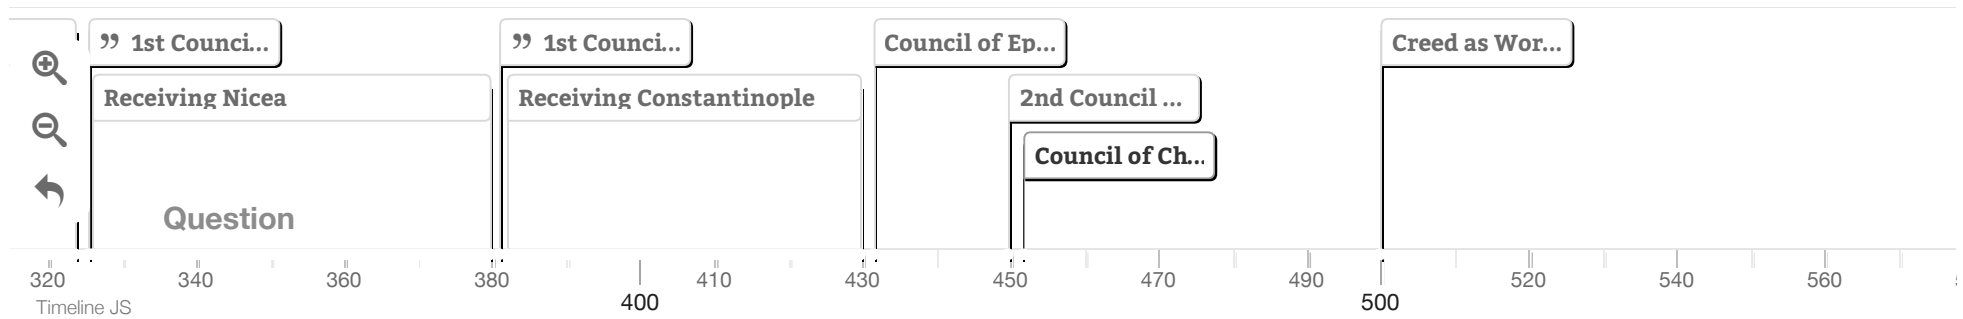 ” 1st Counci...
” 1st Counci...
Council of Ep...
Creed as Wor...
Receiving Nicea
Receiving Constantinople
2nd Council ...
Council of Ch...
Question
320 340 360 380 400 410 430 450 470 490 500 520 540 560
Timeline JS